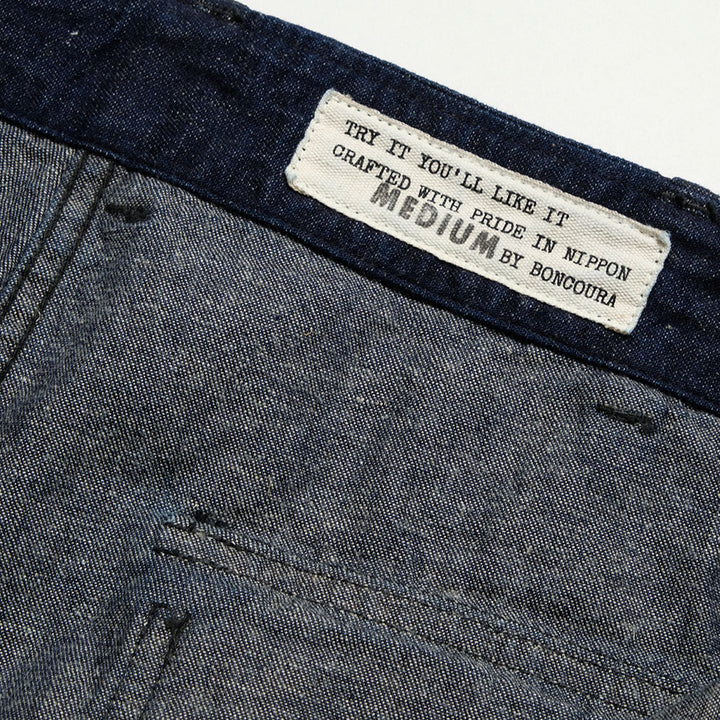 TRY IT YOU'LL LIKE IT
CRAFTED WITH PRIDE IN NIPPON
MEDIUM
BY BONCOURA